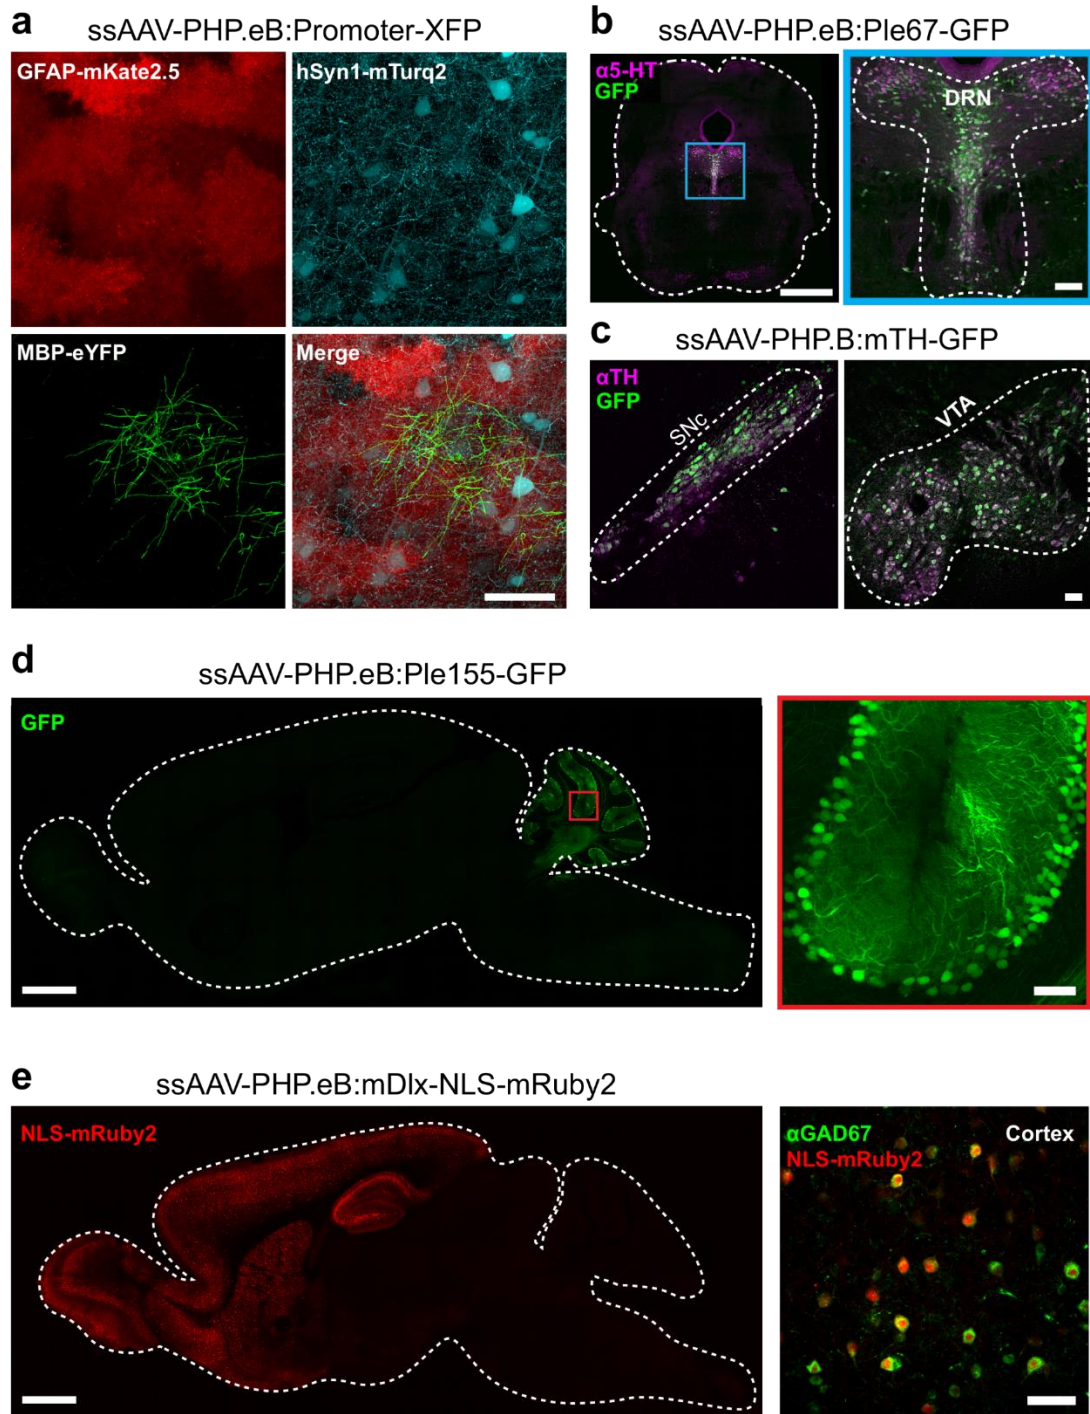 a
ssAAV-PHP.eB:Promoter-XFP
GFAP-mKate2.5
hSyn1-mTurq2
MBP-eYFP
Merge
b
ssAAV-PHP.eB:Ple67-GFP
α5-HT
GFP
DRN
c
ssAAV-PHP.B:mTH-GFP
αTH
GFP
SNc
VTA
d
ssAAV-PHP.eB:Ple155-GFP
GFP
e
ssAAV-PHP.eB:mDlx-NLS-mRuby2
NLS-mRuby2
αGAD67
NLS-mRuby2
Cortex